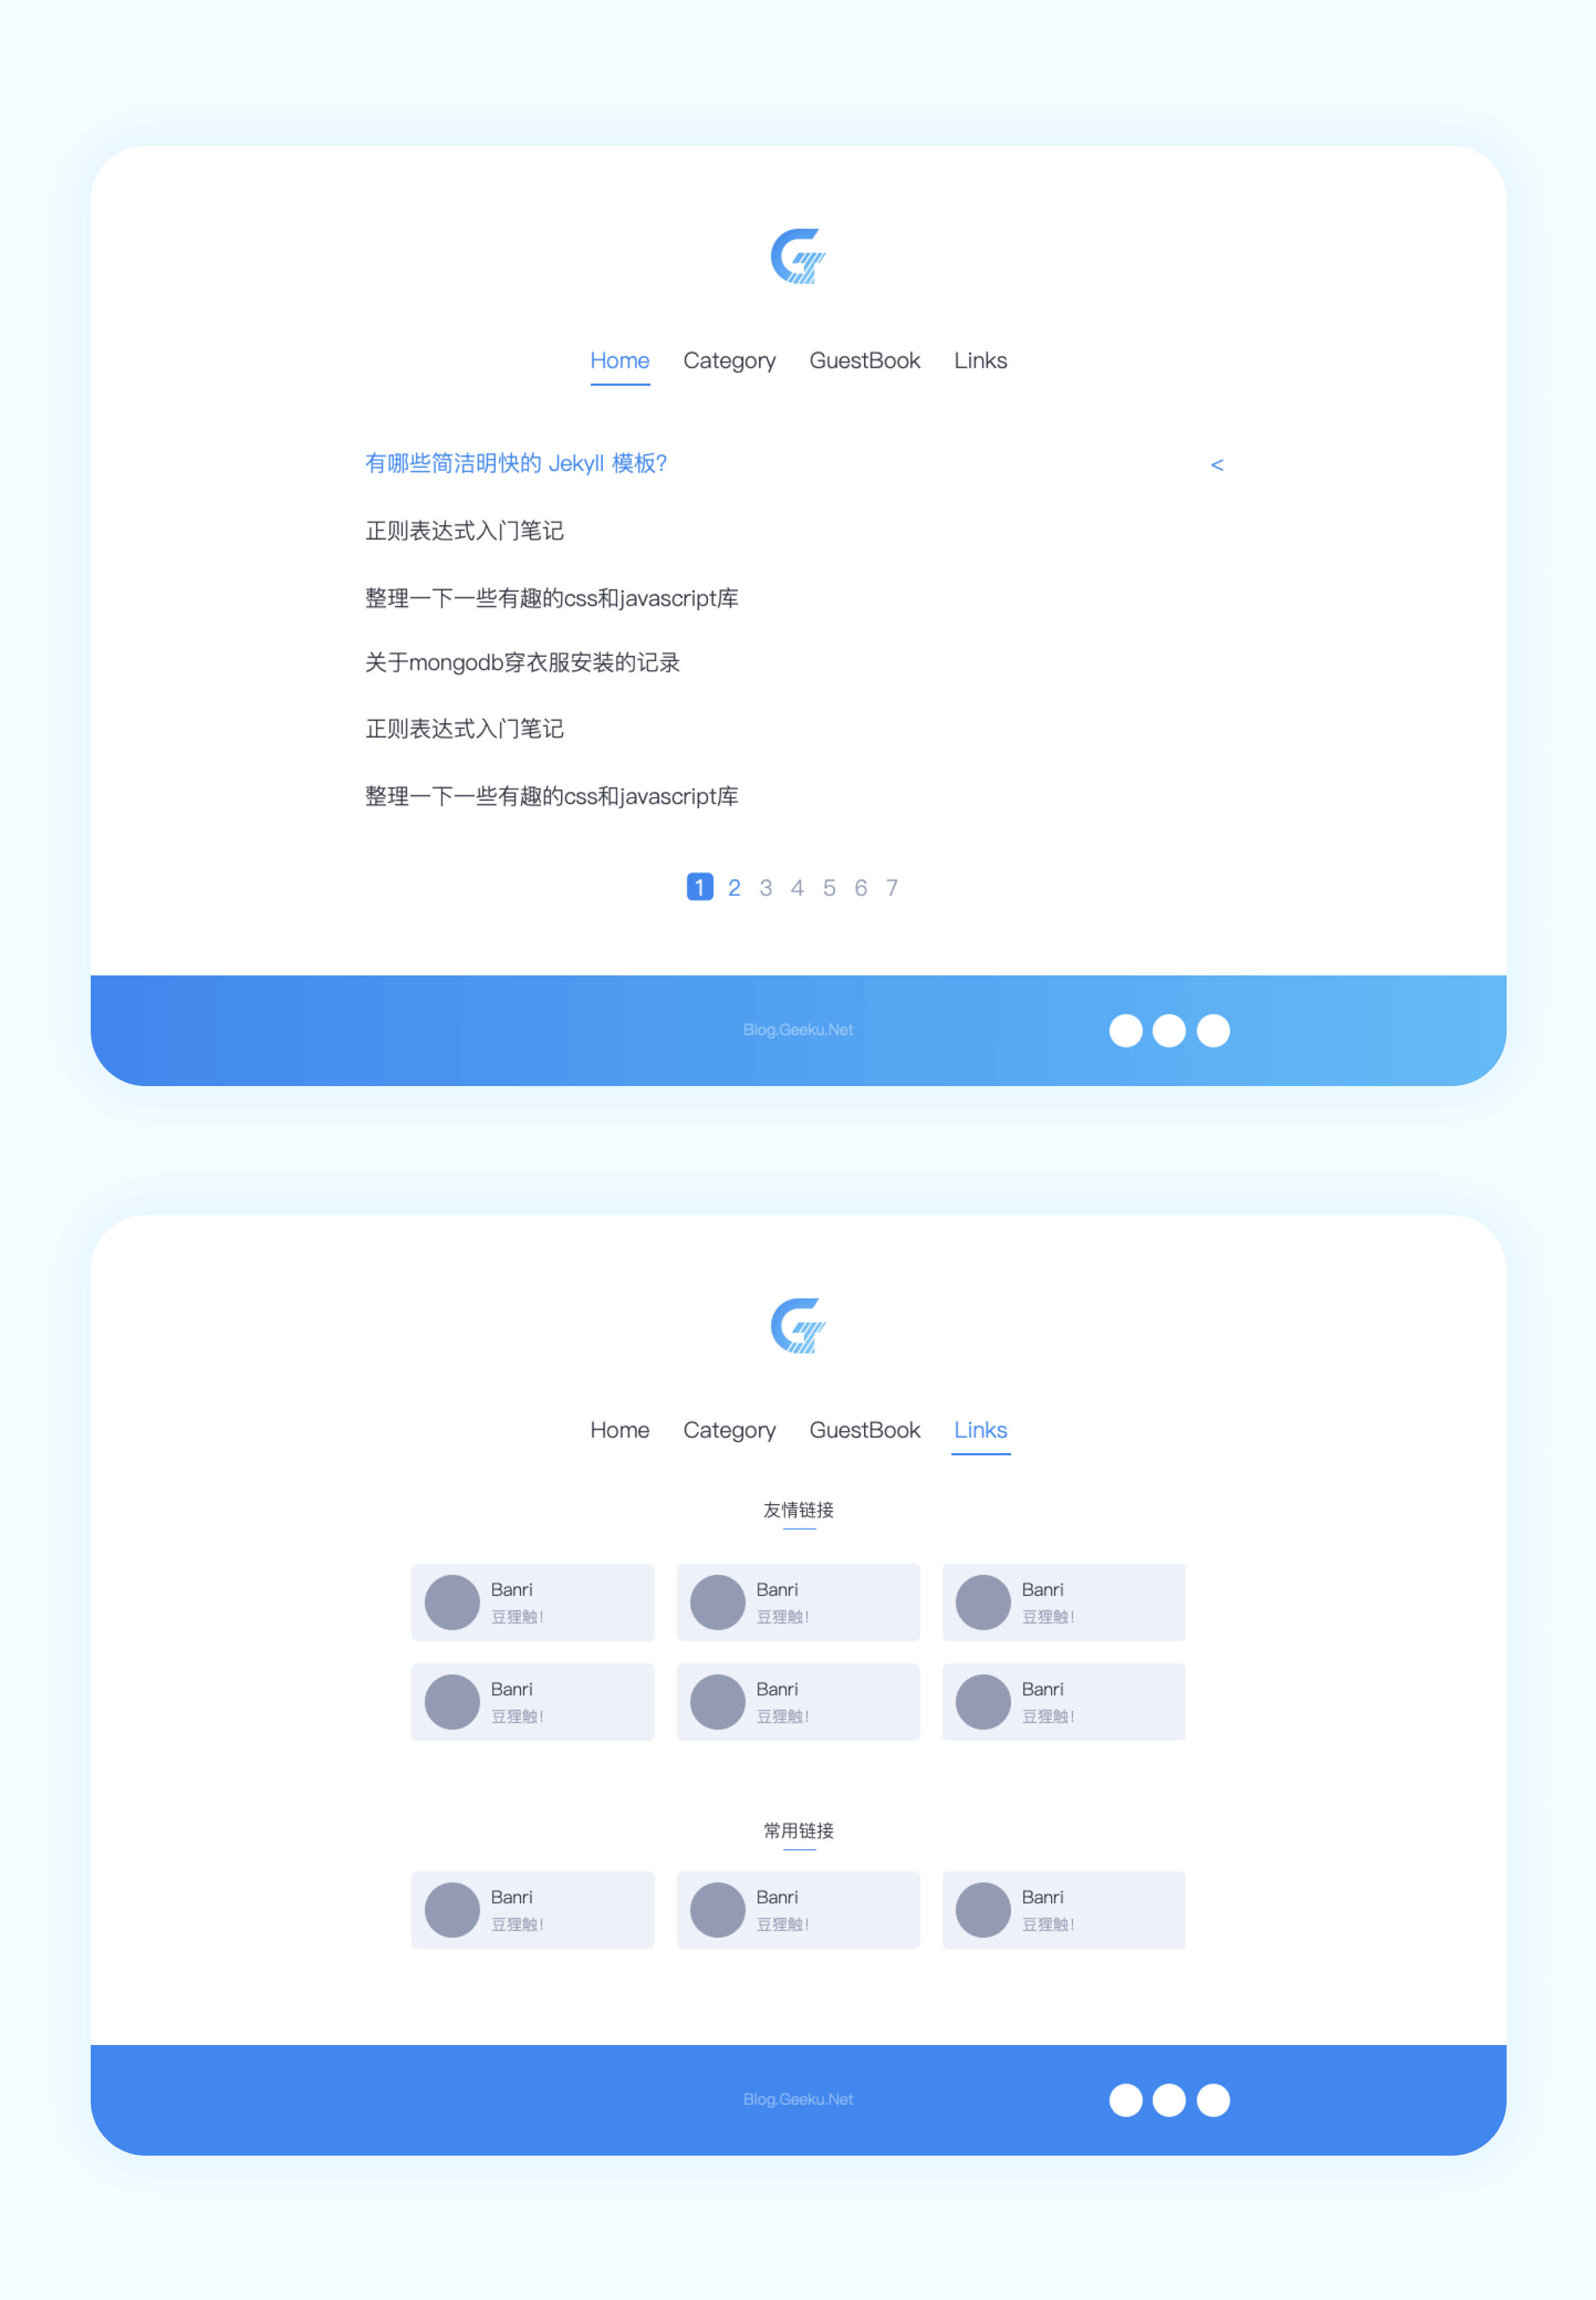 Home Category GuestBook Links
有哪些简洁明快的 Jekyll 模板? <
正则表达式入门笔记
整理一下一些有趣的css和javascript库
关于mongodb穿衣服安装的记录
正则表达式入门笔记
整理一下一些有趣的css和javascript库
1 2 3 4 5 6 7
Blog.Geeku.Net
Home Category GuestBook Links
友情链接
Banri Banri Banri
豆狸触! 豆狸触! 豆狸触!
Banri Banri Banri
豆狸触! 豆狸触! 豆狸触!
常用链接
Banri Banri Banri
豆狸触! 豆狸触! 豆狸触!
Blog.Geeku.Net